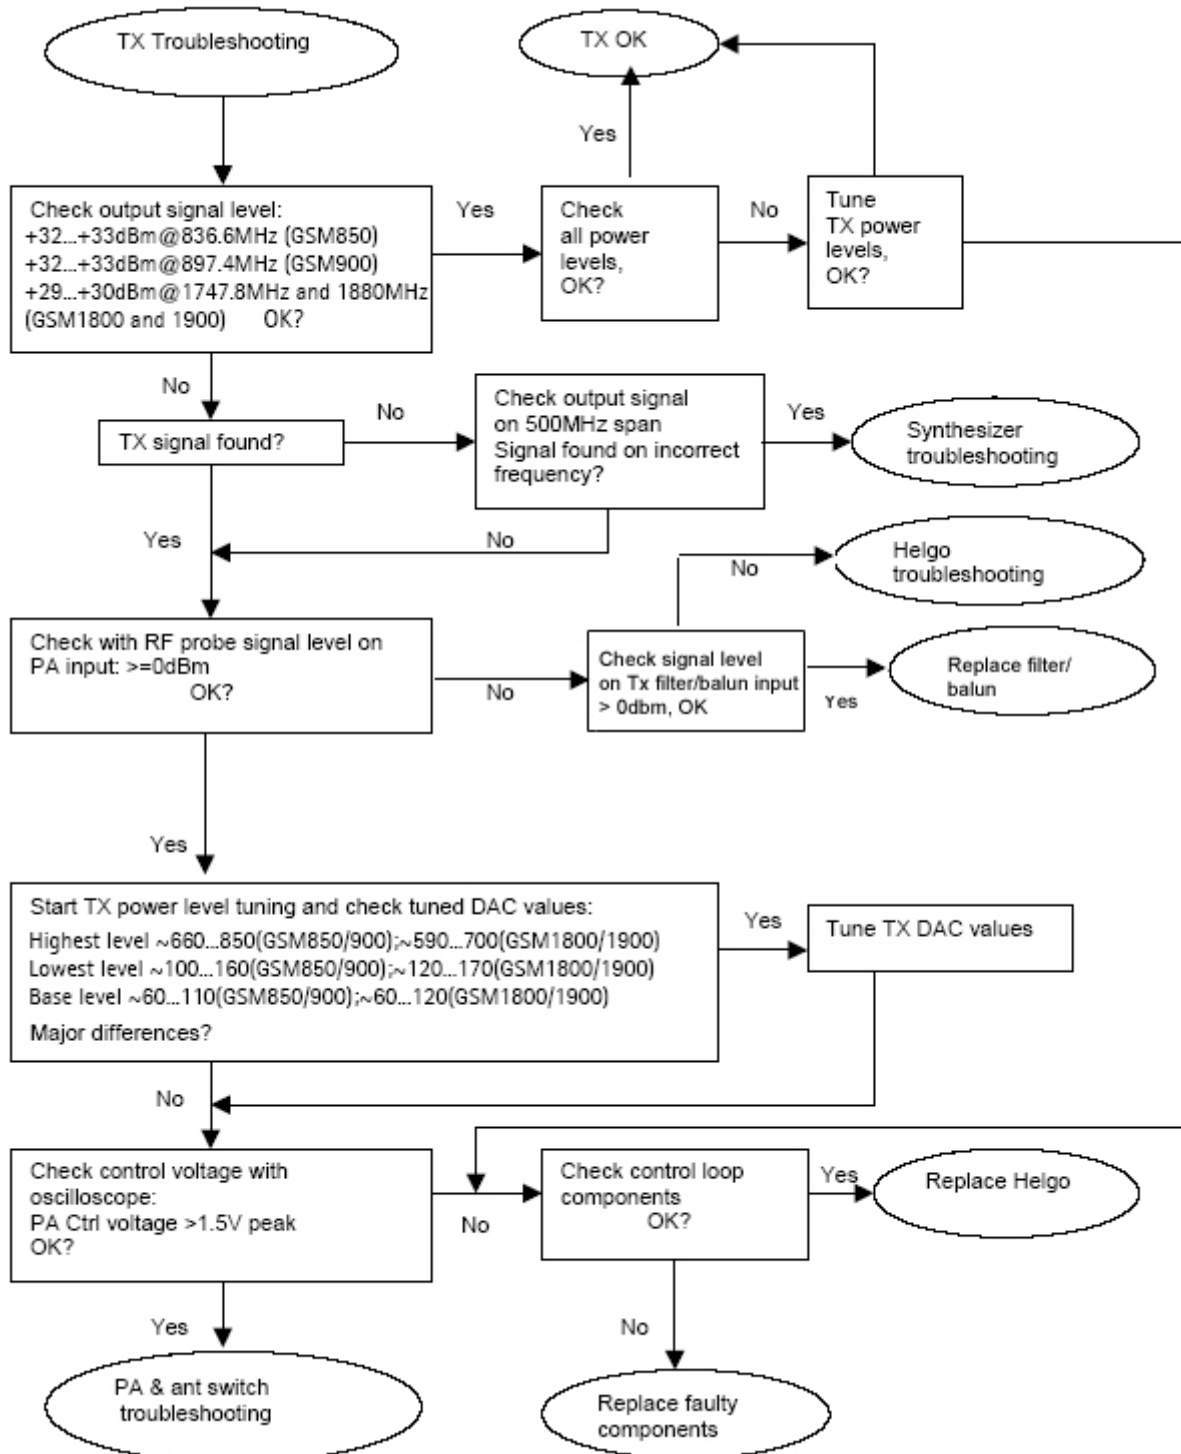 TX Troubleshooting
TX OK
Yes
Check output signal level:
+32...+33dBm@836.6MHz (GSM850)
+32...+33dBm@897.4MHz (GSM900)
+29...+30dBm@1747.8MHz and 1880MHz
(GSM1800 and 1900) OK?
Yes
Check
all power
levels,
OK?
No
Tune
TX power
levels,
OK?
No
TX signal found?
No
Check output signal
on 500MHz span
Signal found on incorrect
frequency?
Yes
Synthesizer
troubleshooting
Yes
No
Helgo
troubleshooting
No
Check with RF probe signal level on
PA input: >=0dBm
OK?
No
Check signal level
on Tx filter/balun input
> 0dbm, OK
Yes
Replace filter/
balun
Yes
Start TX power level tuning and check tuned DAC values:
Highest level ~660...850(GSM850/900);~590...700(GSM1800/1900)
Lowest level ~100...160(GSM850/900);~120...170(GSM1800/1900)
Base level ~60...110(GSM850/900);~60...120(GSM1800/1900)
Major differences?
Yes
Tune TX DAC values
No
Check control voltage with
oscilloscope:
PA Ctrl voltage >1.5V peak
OK?
No
Check control loop
components
OK?
Yes
Replace Helgo
Yes
PA & ant switch
troubleshooting
No
Replace faulty
components